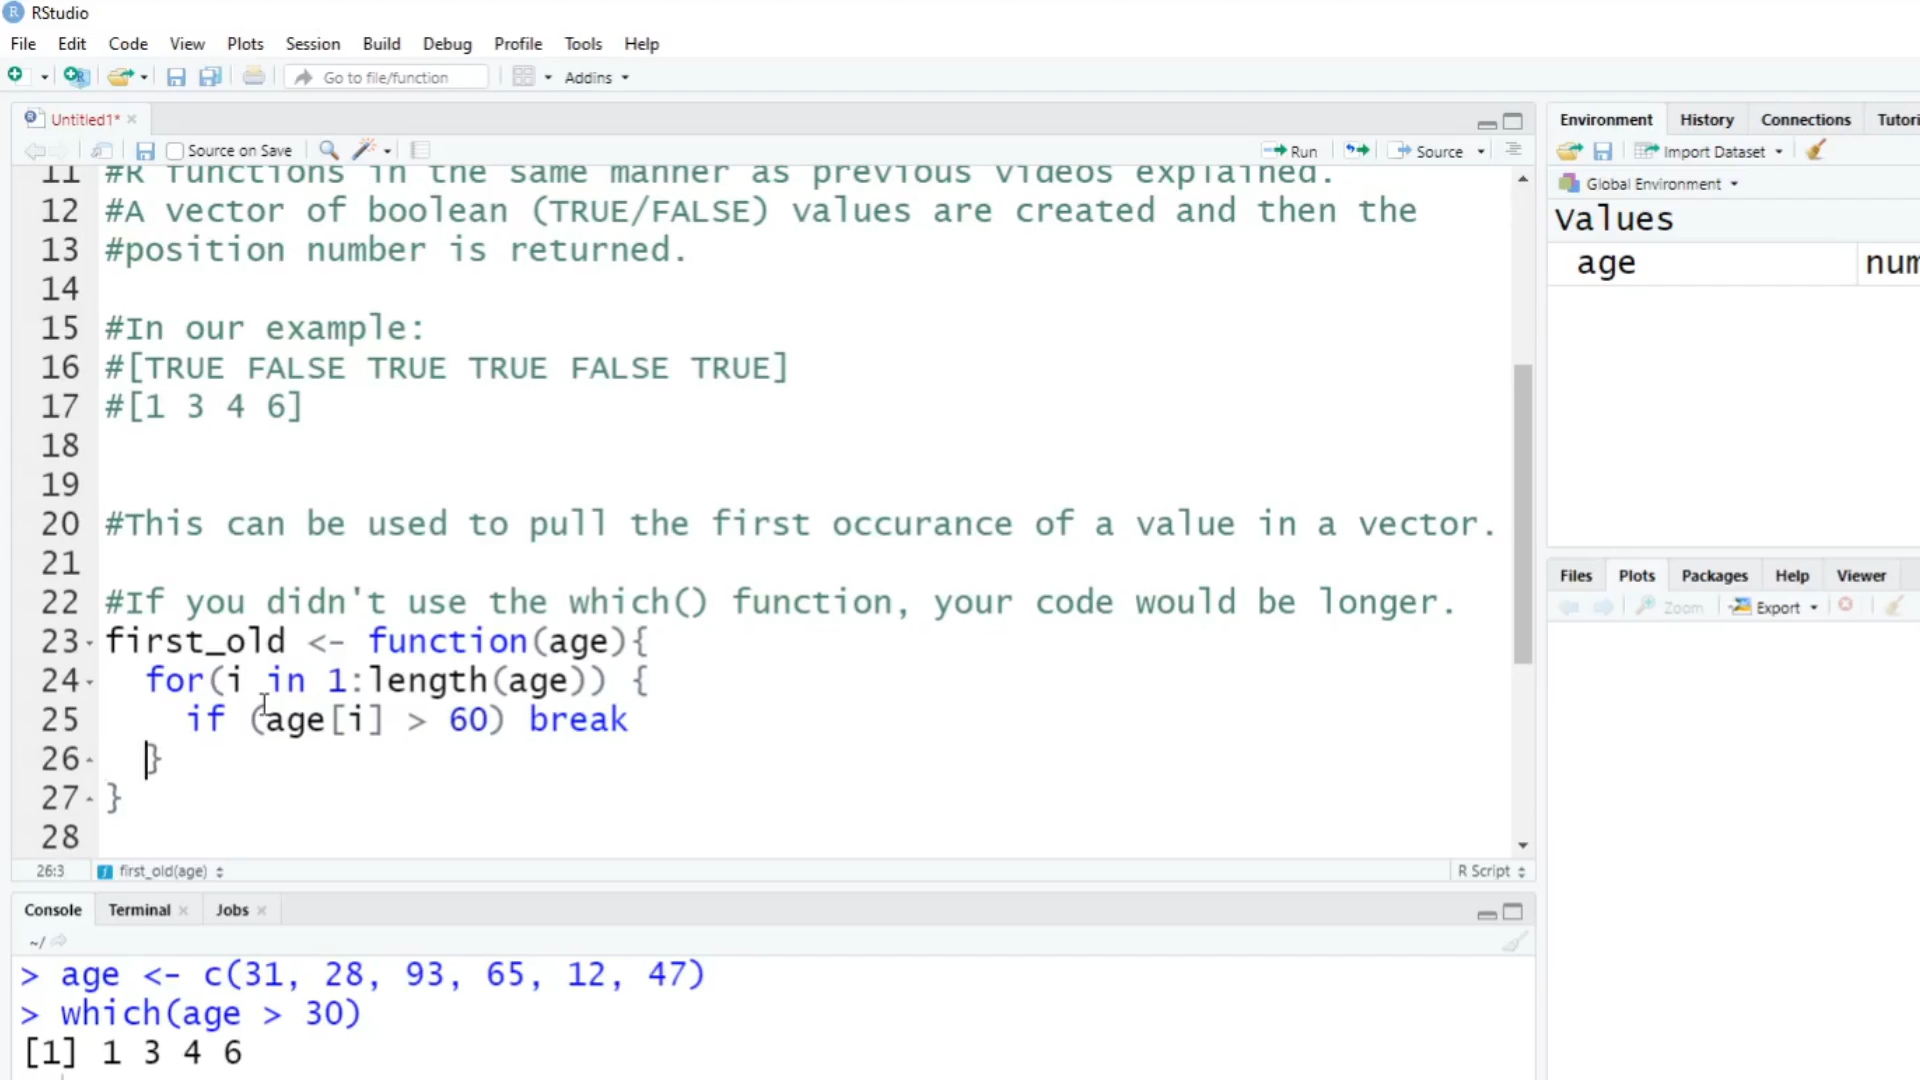 RStudio
File Edit Code View Plots Session Build Debug Profile Tools Help
Go to file/function Addins
Untitled1*
Source on Save Run Source
11 #R functions in the same manner as previous videos explained.
12 #A vector of boolean (TRUE/FALSE) values are created and then the
13 #position number is returned.
14
15 #In our example:
16 #[TRUE FALSE TRUE TRUE FALSE TRUE]
17 #[1 3 4 6]
18
19
20 #This can be used to pull the first occurance of a value in a vector.
21
22 #If you didn't use the which() function, your code would be longer.
23 first_old <- function(age){
24 for(i in 1:length(age)) {
25 if (age[i] > 60) break
26 }
27 }
28
26:3 first_old(age) R Script
Console Terminal Jobs
~/
> age <- c(31, 28, 93, 65, 12, 47)
> which(age > 30)
[1] 1 3 4 6
Environment History Connections Tutori
Import Dataset
Global Environment
Values
age num
Files Plots Packages Help Viewer
Zoom Export